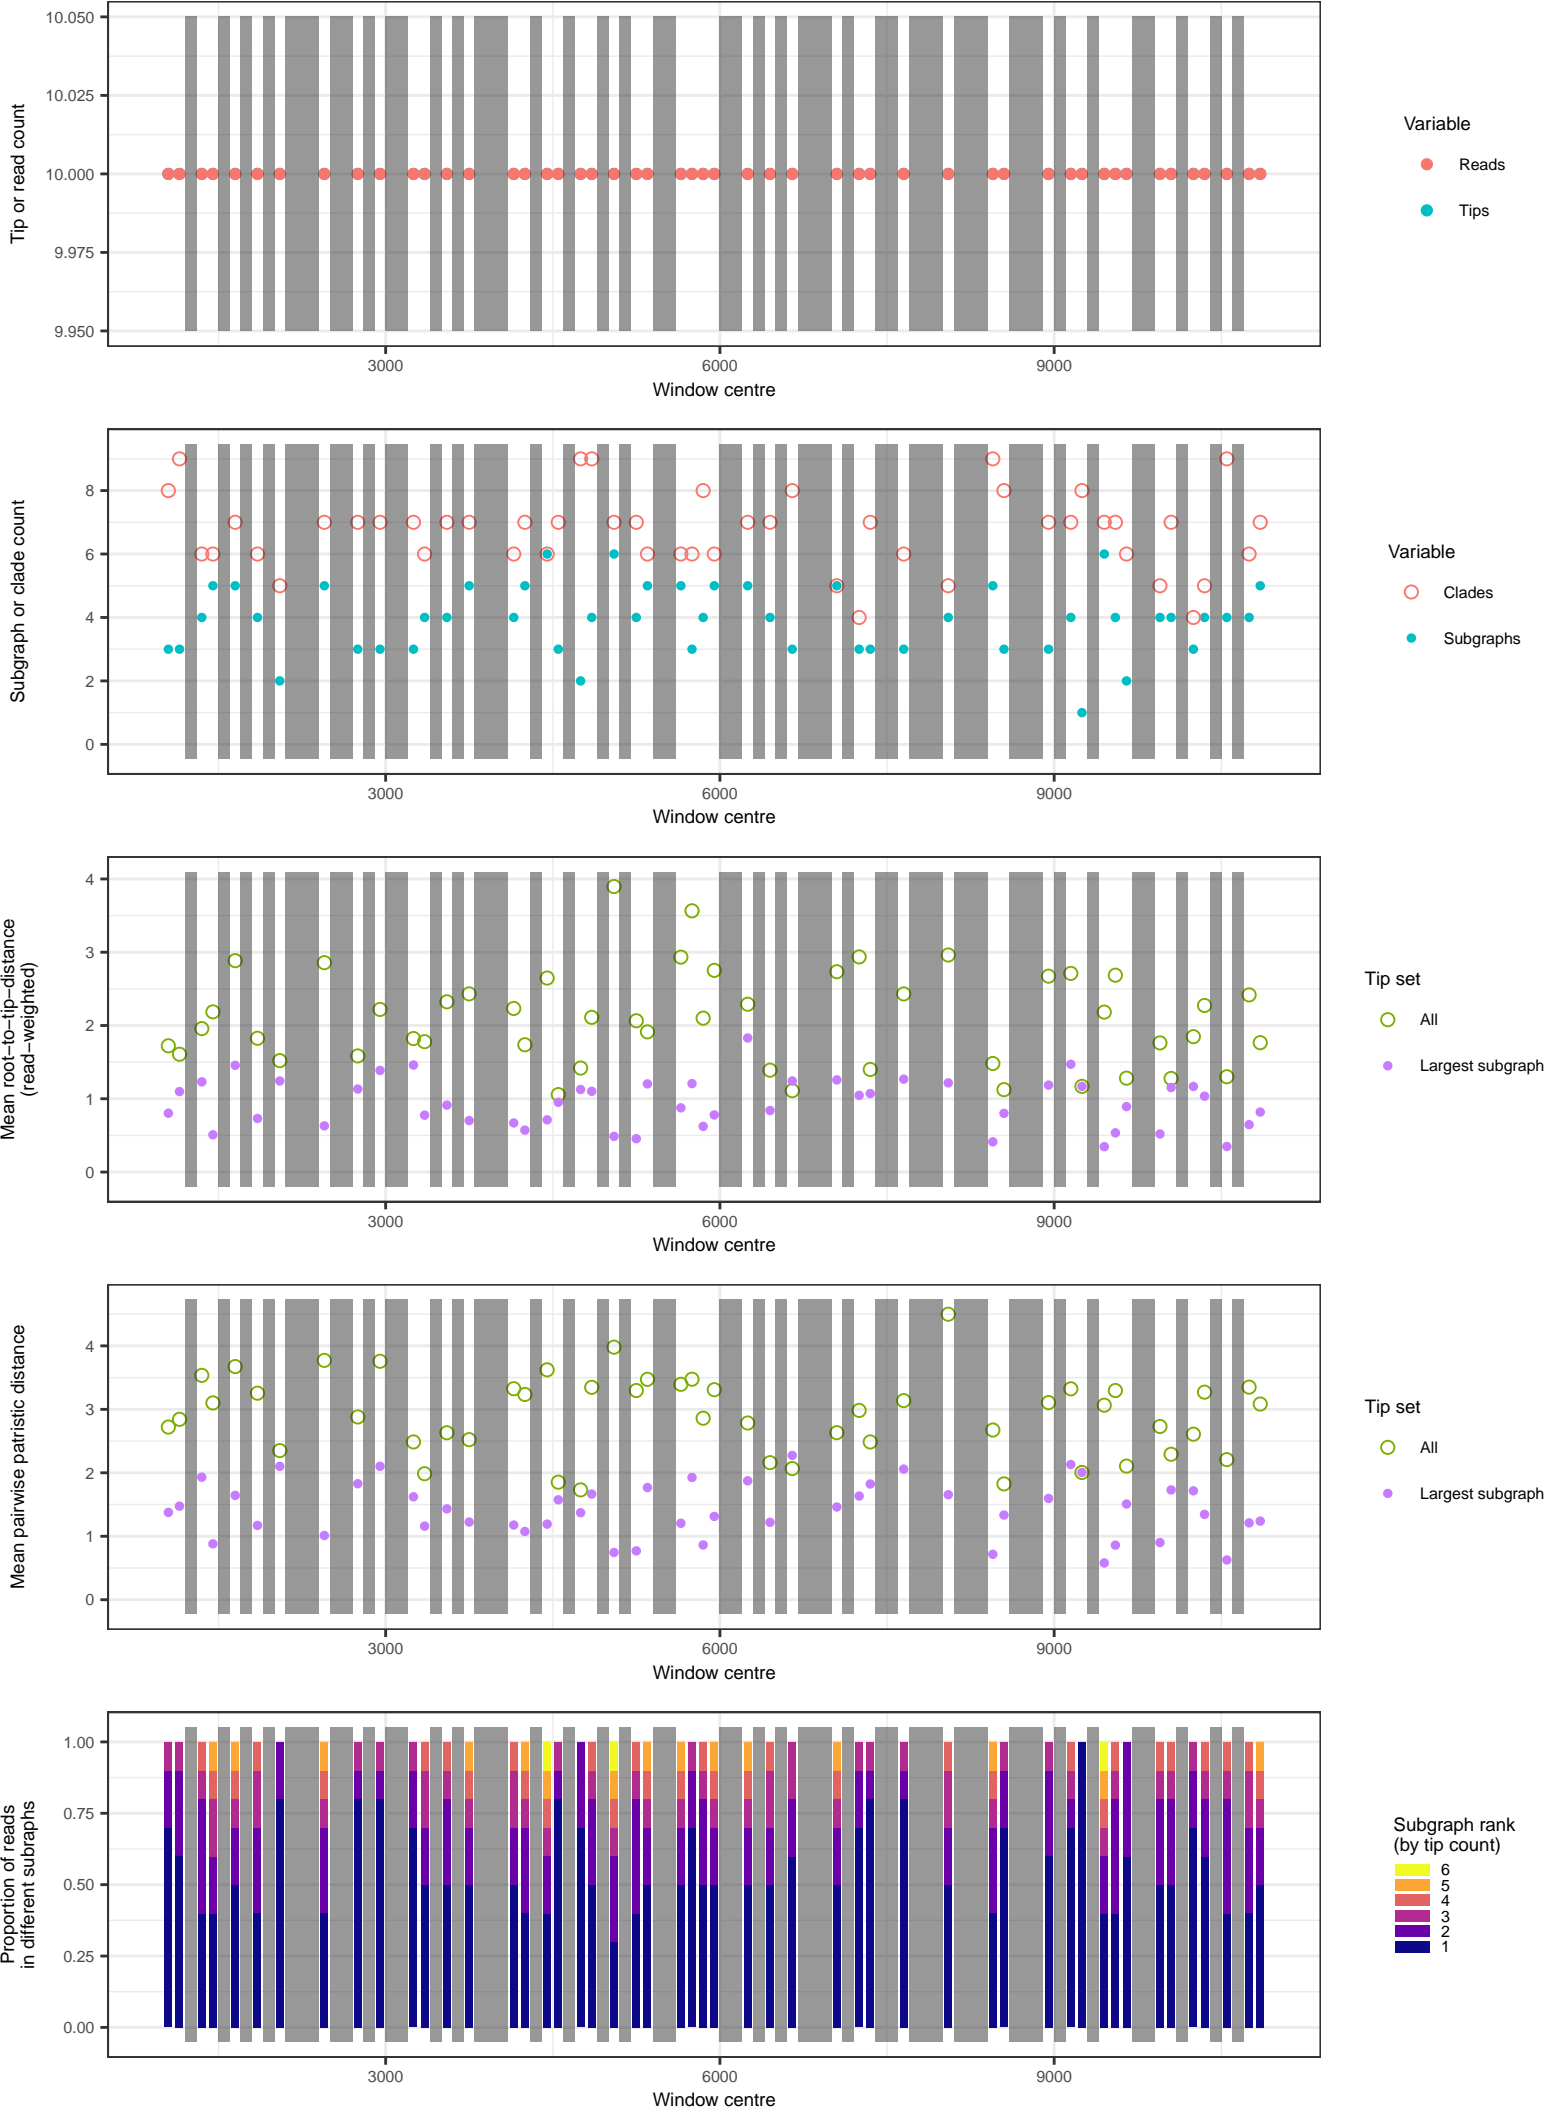 Tip or read count
10.050
10.025
10.000
9.975
9.950
3000 6000 9000
Window centre
Variable
Reads
Tips
Subgraph or clade count
8
6
4
2
0
3000 6000 9000
Window centre
Variable
Clades
Subgraphs
Mean root−to−tip−distance
(read−weighted)
4
3
2
1
0
3000 6000 9000
Window centre
Tip set
All
Largest subgraph
Mean pairwise patristic distance
4
3
2
1
0
3000 6000 9000
Window centre
Tip set
All
Largest subgraph
Proportion of reads
in different subraphs
1.00
0.75
0.50
0.25
0.00
3000 6000 9000
Window centre
Subgraph rank
(by tip count)
6
5
4
3
2
1